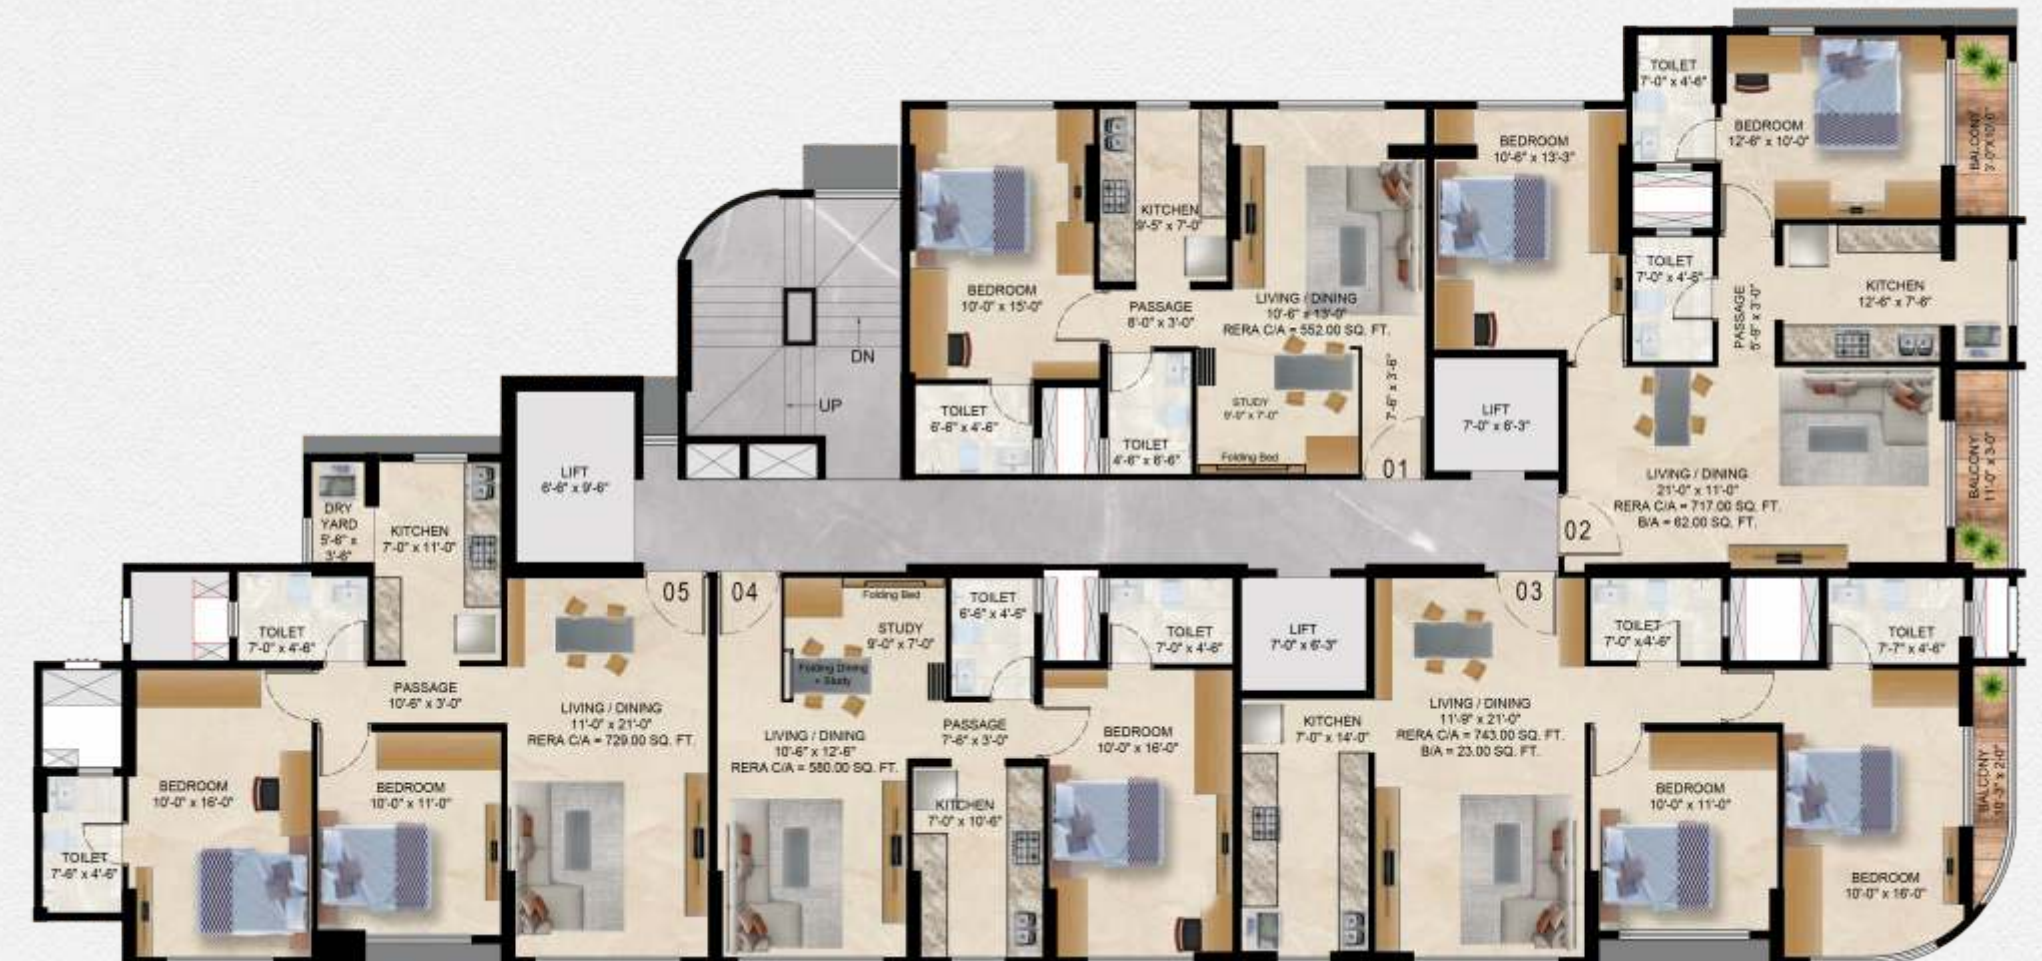 TOILET
7'-0" x 4'-6"
BEDROOM
12'-6" x 10'-0"
BALCONY
3'-0" x 10'-0"
BEDROOM
10'-6" x 13'-3"
TOILET
7'-0" x 4'-6"
PASSAGE
5'-9" x 3'-0"
KITCHEN
12'-6" x 7'-6"
KITCHEN
9'-5" x 7'-0"
BEDROOM
10'-0" x 15'-0"
PASSAGE
6'-0" x 3'-0"
LIVING / DINING
10'-6" x 13'-0"
RERA C/A = 552.00 SQ. FT.
DN
UP
TOILET
6'-6" x 4'-6"
TOILET
4'-6" x 6'-6"
STUDY
9'-0" x 7'-0"
Folding Bed
7'-6" x 3'-6"
01
LIFT
7'-0" x 6'-3"
LIVING / DINING
21'-0" x 11'-0"
RERA C/A = 717.00 SQ. FT.
B/A = 62.00 SQ. FT.
BALCONY
11'-0" x 3'-0"
02
LIFT
6'-6" x 9'-6"
DRY
YARD
5'-6" x
3'-6"
KITCHEN
7'-0" x 11'-0"
TOILET
7'-0" x 4'-6"
PASSAGE
10'-6" x 3'-0"
05
LIVING / DINING
11'-0" x 21'-0"
RERA C/A = 729.00 SQ. FT.
BEDROOM
10'-0" x 16'-0"
BEDROOM
10'-0" x 11'-0"
TOILET
7'-6" x 4'-6"
04
Folding Bed
STUDY
9'-0" x 7'-0"
Folding Dining
+ Study
TOILET
6'-6" x 4'-6"
TOILET
7'-0" x 4'-6"
LIVING / DINING
10'-6" x 12'-6"
RERA C/A = 580.00 SQ. FT.
PASSAGE
7'-6" x 3'-0"
BEDROOM
10'-0" x 16'-0"
KITCHEN
7'-0" x 10'-6"
LIFT
7'-0" x 6'-3"
03
KITCHEN
7'-0" x 14'-0"
LIVING / DINING
11'-9" x 21'-0"
RERA C/A = 743.00 SQ. FT.
B/A = 23.00 SQ. FT.
TOILET
7'-0" x 4'-6"
TOILET
7'-7" x 4'-6"
BEDROOM
10'-0" x 11'-0"
BEDROOM
10'-0" x 16'-0"
BALCONY
10'-3" x 2'-0"